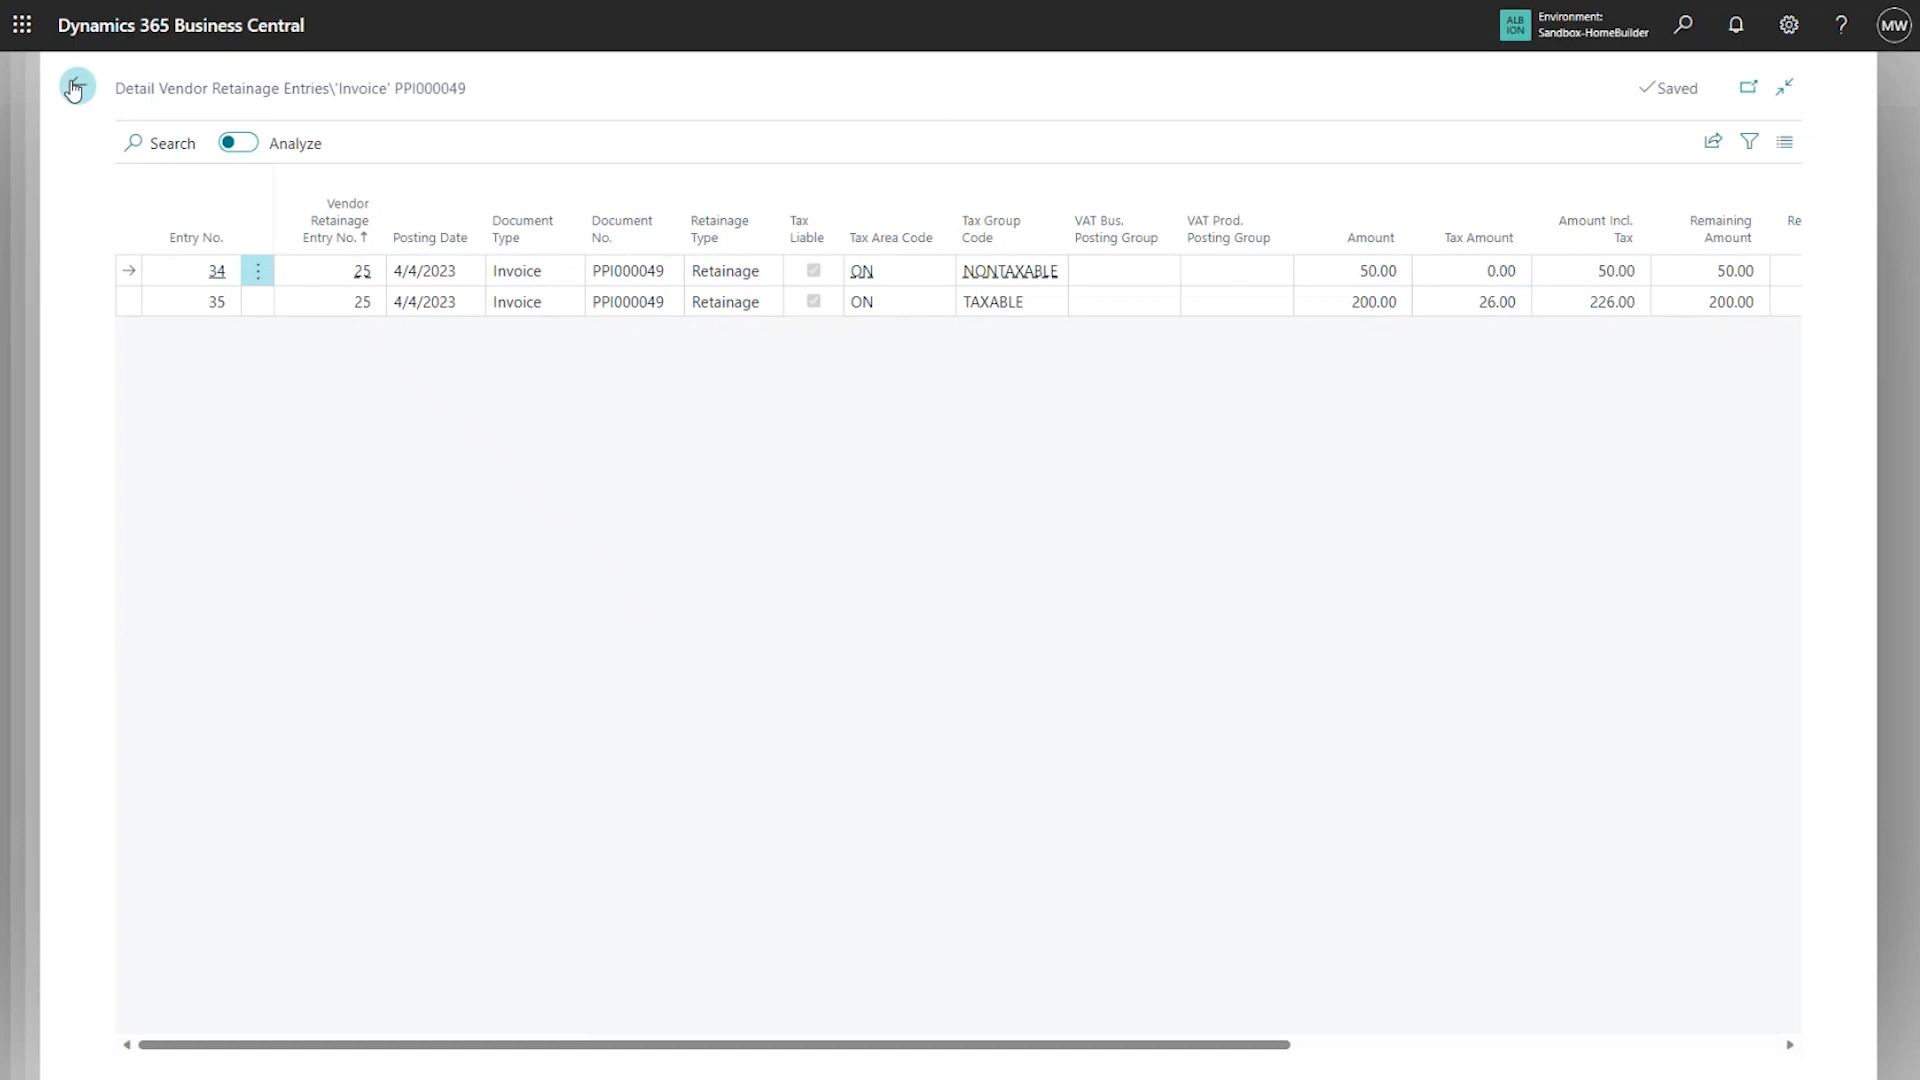 Dynamics 365 Business Central
ALB
ION
Environment:
Sandbox-HomeBuilder
?
MW
Detail Vendor Retainage Entries\'Invoice' PPI000049
Saved
Search
Analyze
Entry No.
Vendor
Retainage
Entry No. ↑
Posting Date
Document
Type
Document
No.
Retainage
Type
Tax
Liable
Tax Area Code
Tax Group
Code
VAT Bus.
Posting Group
VAT Prod.
Posting Group
Amount
Tax Amount
Amount Incl.
Tax
Remaining
Amount
Re
34 25 4/4/2023 Invoice PPI000049 Retainage ON NONTAXABLE 50.00 0.00 50.00 50.00
35 25 4/4/2023 Invoice PPI000049 Retainage ON TAXABLE 200.00 26.00 226.00 200.00